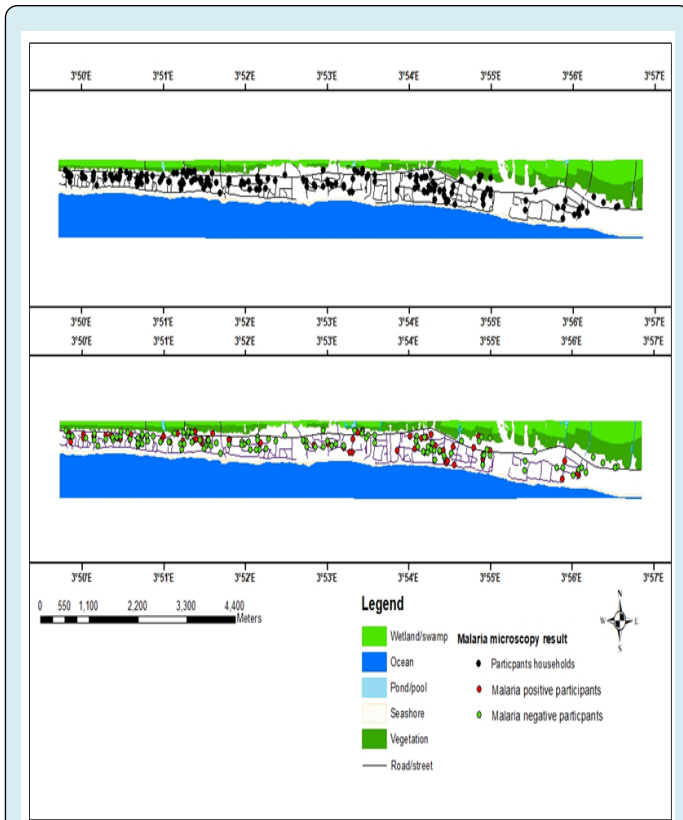 3°50'E 3°51'E 3°52'E 3°53'E 3°54'E 3°55'E 3°56'E 3°57'E
3°50'E 3°51'E 3°52'E 3°53'E 3°54'E 3°55'E 3°56'E 3°57'E
3°50'E 3°51'E 3°52'E 3°53'E 3°54'E 3°55'E 3°56'E 3°57'E
3°50'E 3°51'E 3°52'E 3°53'E 3°54'E 3°55'E 3°56'E 3°57'E
0 550 1,100 2,200 3,300 4,400
Meters
Legend
Wetland/swamp
Ocean
Pond/pool
Seashore
Vegetation
Road/street
Malaria microscopy result
Particpants households
Malaria positive participants
Malaria negative particpants
N
W E
S